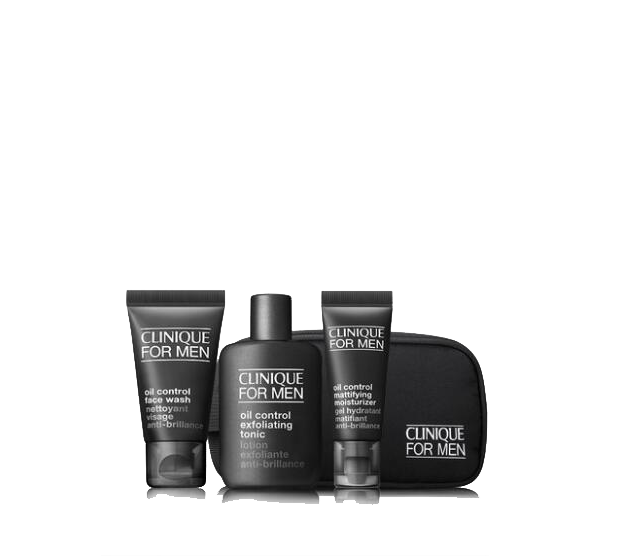 CLINIQUE
FOR MEN
oil control
face wash
nettoyant
visage
anti-brillance
CLINIQUE
FOR MEN
oil control
exfoliating
tonic
lotion
exfoliante
anti-brillance
CLINIQUE
FOR MEN
oil control
mattifying
moisturizer
gel hydratant
matifiant
anti-brillance
CLINIQUE
FOR MEN